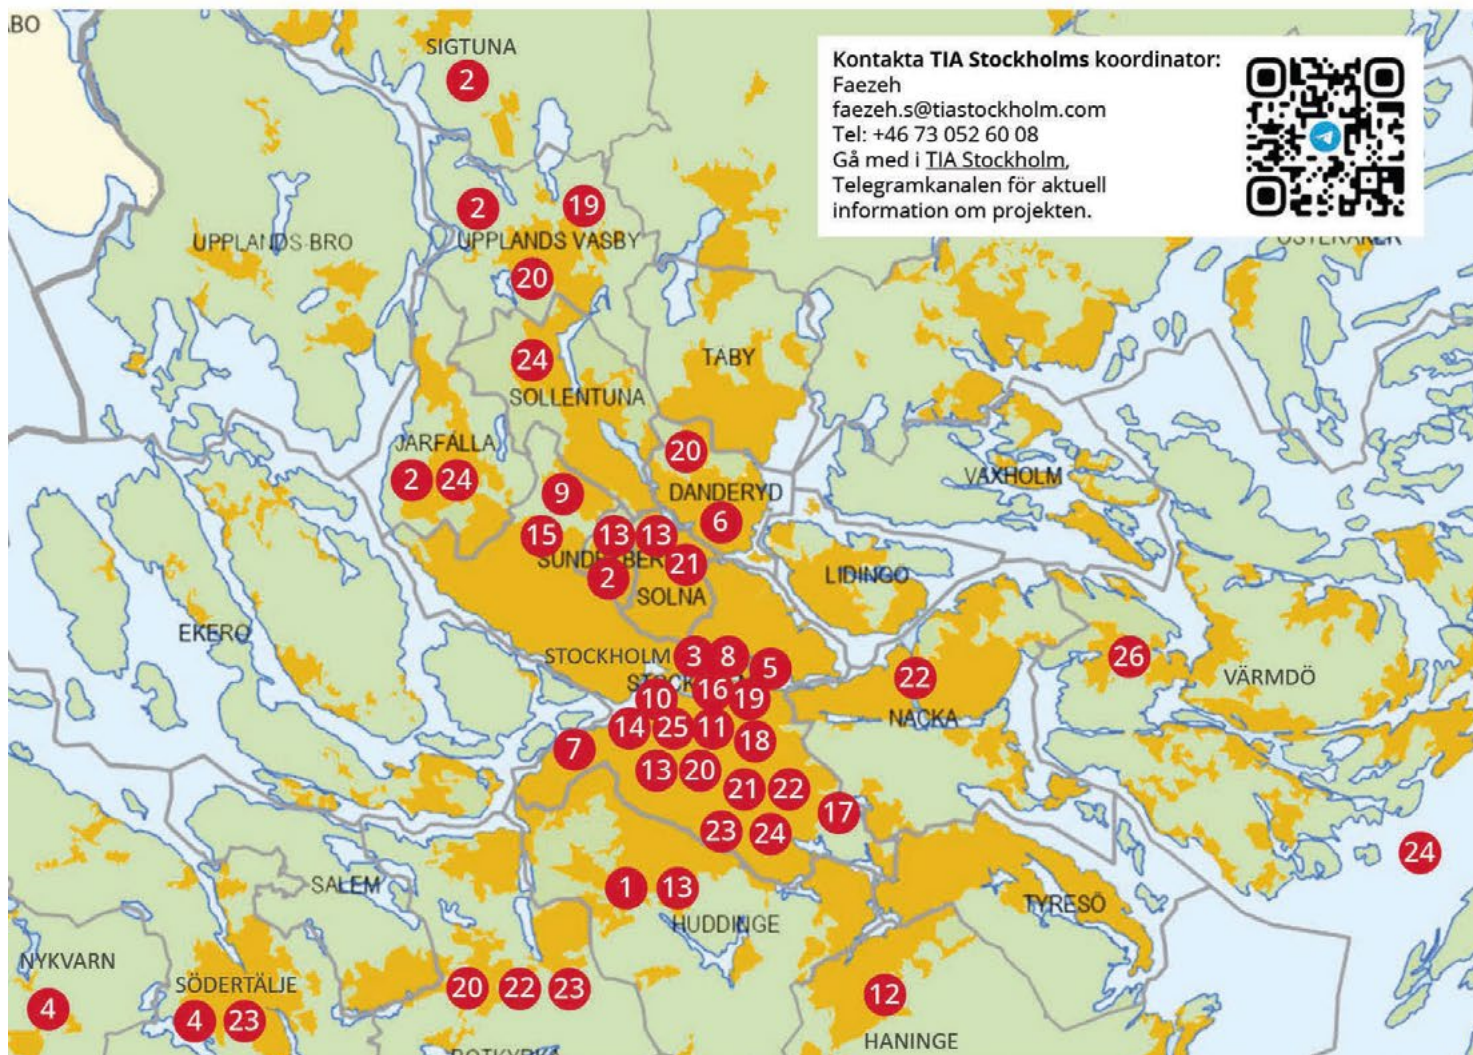 BO
SIGTUNA
2
Kontakta TIA Stockholms koordinator:
Faezeh
faezeh.s@tiastockholm.com
Tel: +46 73 052 60 08
Gå med i TIA Stockholm,
Telegramkanalen för aktuell
information om projekten.
2 19
UPPLANDS-BRO
UPPLANDS VÄSBY
ÖSTERÅKER
20
24
TÄBY
SOLLENTUNA
JÄRFÄLLA
20
2 24
9
DANDERYD
VAXHOLM
6
15 13 13
21
2
LIDINGÖ
SOLNA
EKERÖ
STOCKHOLM 3 8
5
26
22
VÄRMDÖ
16
10 19
NACKA
14 25 11
18
7
13 20
21 22
17
23 24
24
SALEM
1 13
TYRESÖ
HUDDINGE
NYKVARN
SÖDERTÄLJE
20 22 23
12
4
4 23
HANINGE